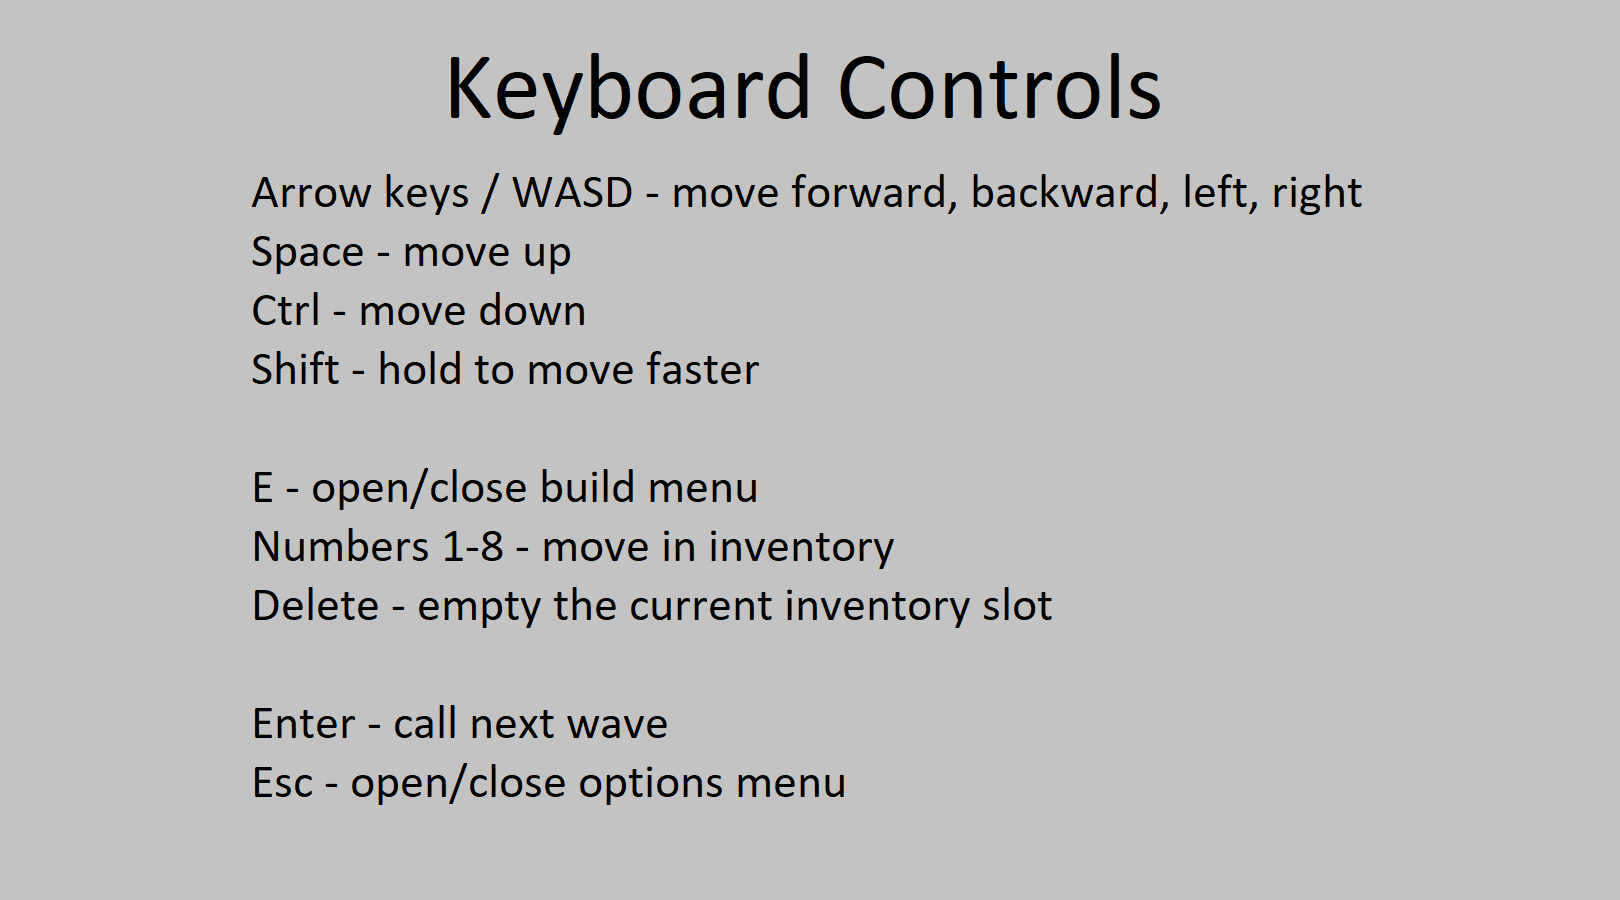 Keyboard Controls
Arrow keys / WASD - move forward, backward, left, right
Space - move up
Ctrl - move down
Shift - hold to move faster
E - open/close build menu
Numbers 1-8 - move in inventory
Delete - empty the current inventory slot
Enter - call next wave
Esc - open/close options menu